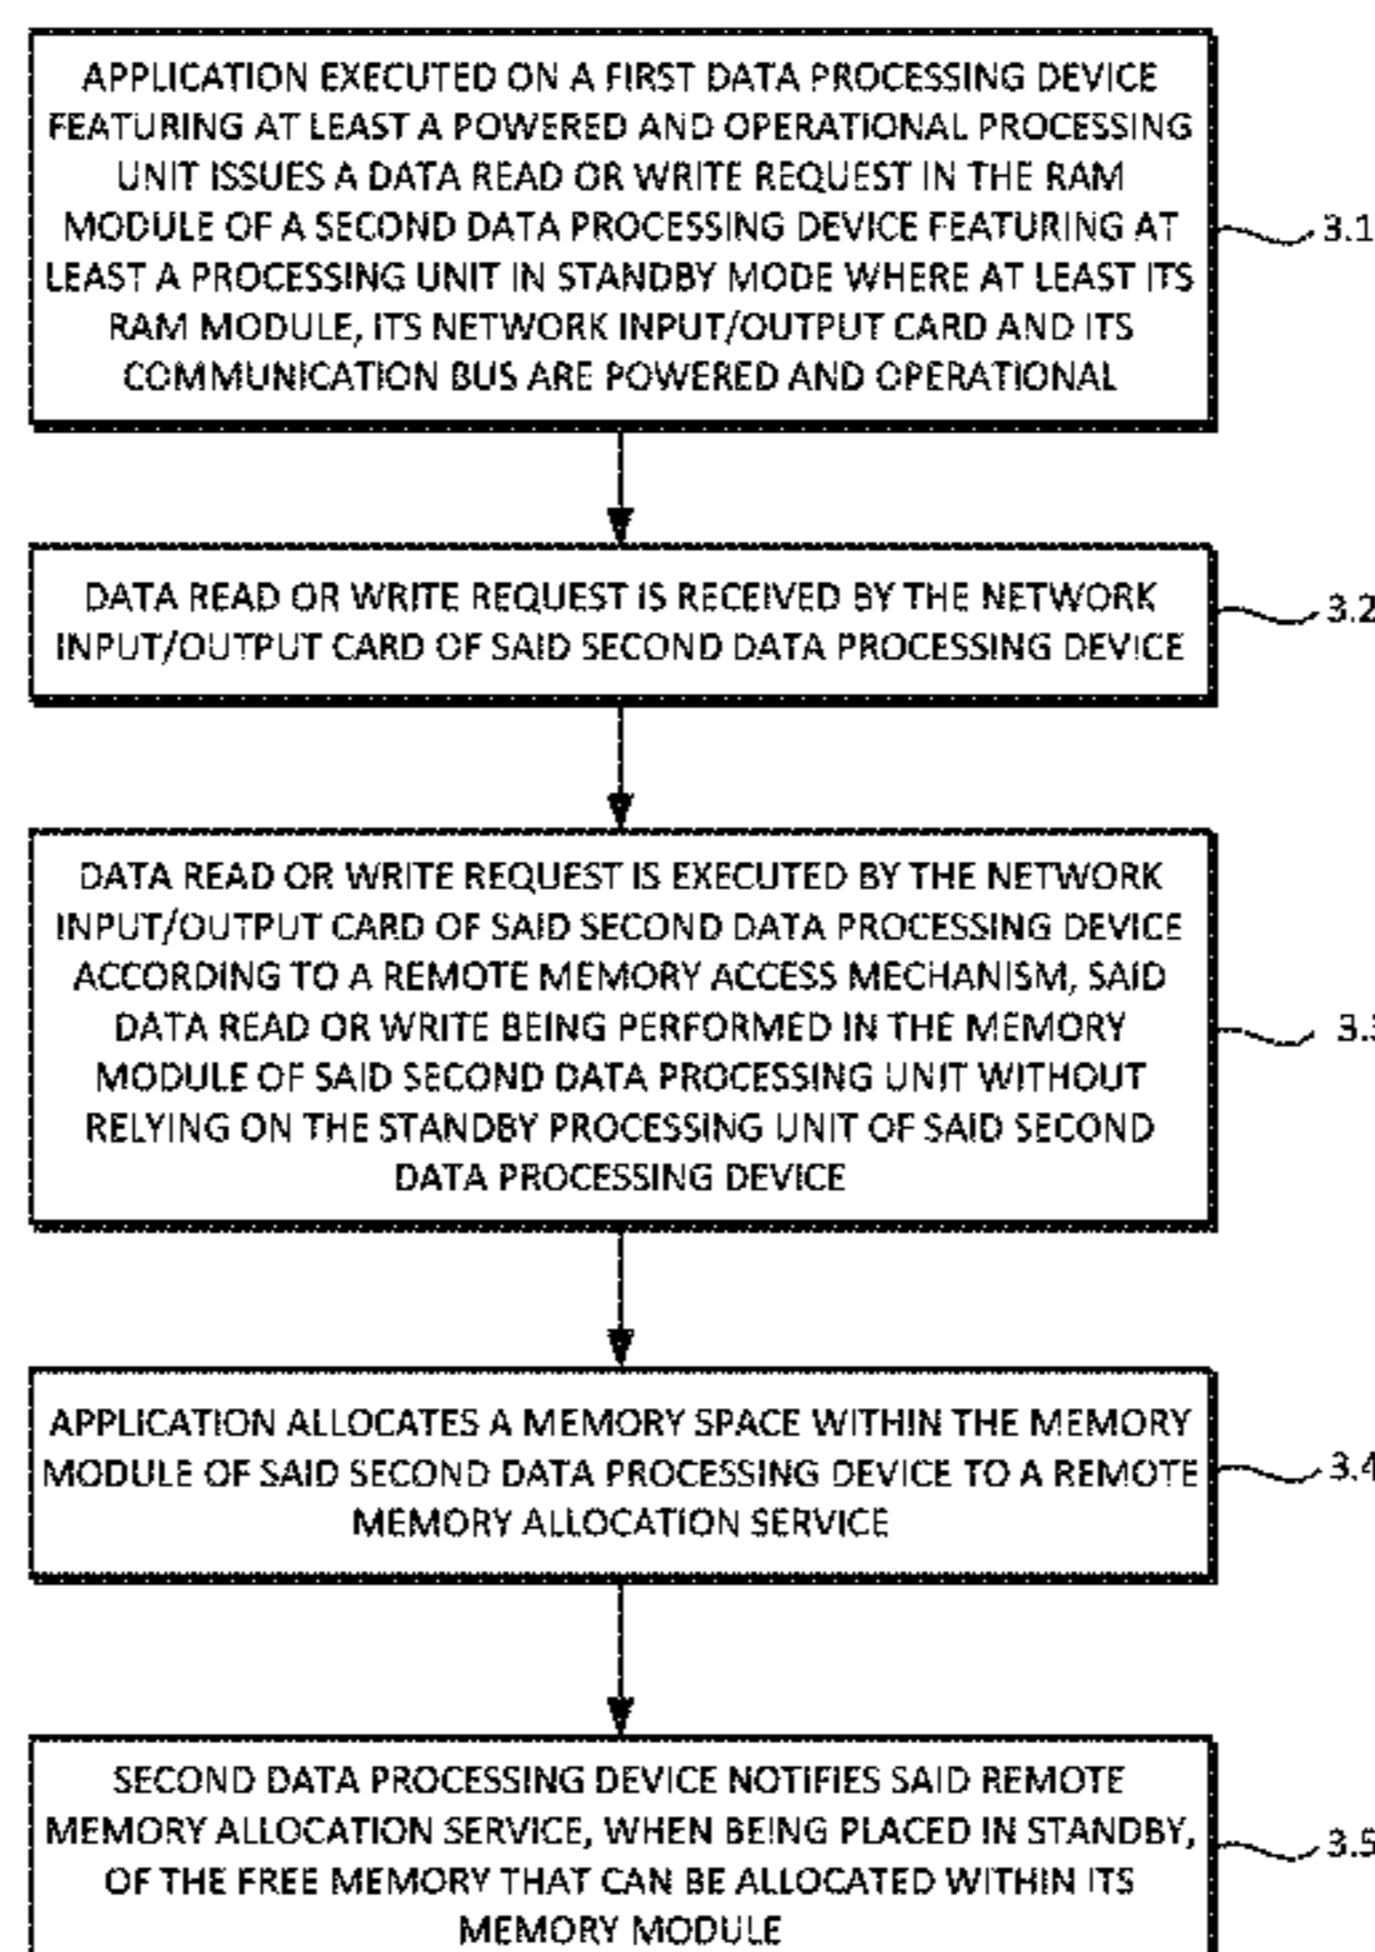 APPLICATION EXECUTED ON A FIRST DATA PROCESSING DEVICE
FEATURING AT LEAST A POWERED AND OPERATIONAL PROCESSING
UNIT ISSUES A DATA READ OR WRITE REQUEST IN THE RAM
MODULE OF A SECOND DATA PROCESSING DEVICE FEATURING AT
LEAST A PROCESSING UNIT IN STANDBY MODE WHERE AT LEAST ITS
RAM MODULE, ITS NETWORK INPUT/OUTPUT CARD AND ITS
COMMUNICATION BUS ARE POWERED AND OPERATIONAL
3.1
DATA READ OR WRITE REQUEST IS RECEIVED BY THE NETWORK
INPUT/OUTPUT CARD OF SAID SECOND DATA PROCESSING DEVICE
3.2
DATA READ OR WRITE REQUEST IS EXECUTED BY THE NETWORK
INPUT/OUTPUT CARD OF SAID SECOND DATA PROCESSING DEVICE
ACCORDING TO A REMOTE MEMORY ACCESS MECHANISM, SAID
DATA READ OR WRITE BEING PERFORMED IN THE MEMORY
MODULE OF SAID SECOND DATA PROCESSING UNIT WITHOUT
RELYING ON THE STANDBY PROCESSING UNIT OF SAID SECOND
DATA PROCESSING DEVICE
3.3
APPLICATION ALLOCATES A MEMORY SPACE WITHIN THE MEMORY
MODULE OF SAID SECOND DATA PROCESSING DEVICE TO A REMOTE
MEMORY ALLOCATION SERVICE
3.4
SECOND DATA PROCESSING DEVICE NOTIFIES SAID REMOTE
MEMORY ALLOCATION SERVICE, WHEN BEING PLACED IN STANDBY,
OF THE FREE MEMORY THAT CAN BE ALLOCATED WITHIN ITS
MEMORY MODULE
3.5